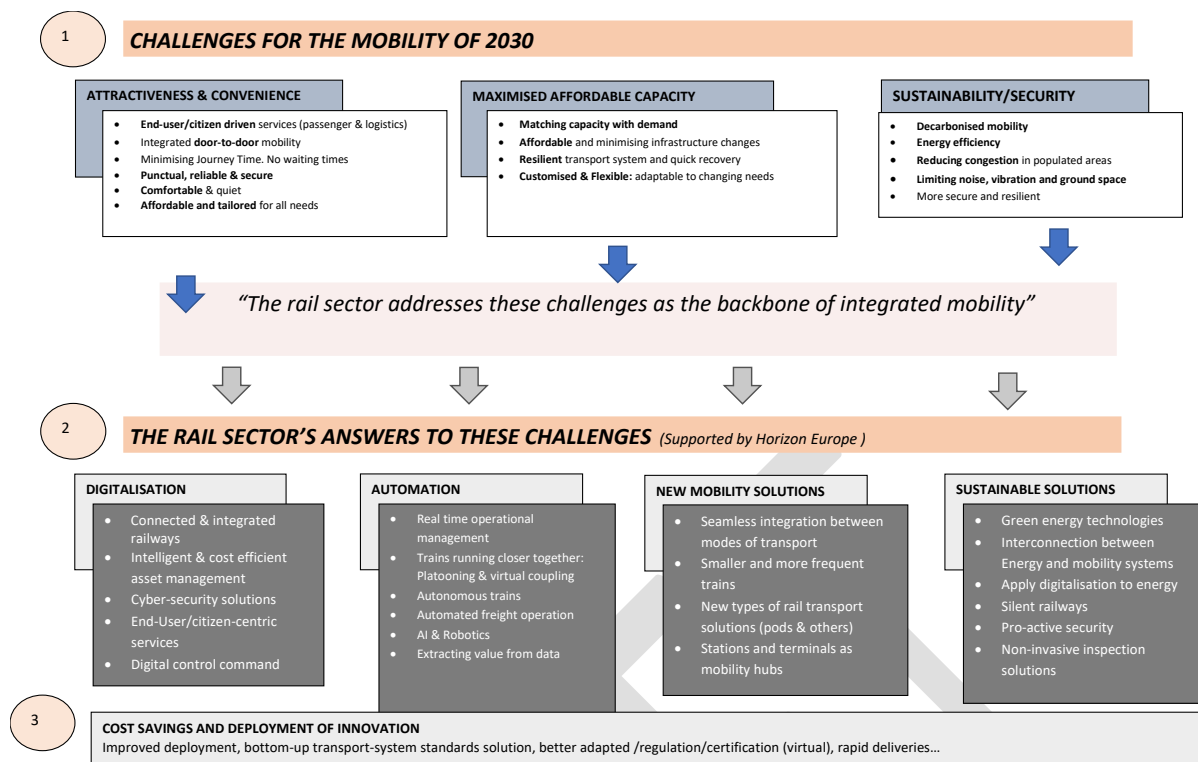 1
CHALLENGES FOR THE MOBILITY OF 2030
ATTRACTIVENESS & CONVENIENCE
• End-user/citizen driven services (passenger & logistics)
• Integrated door-to-door mobility
• Minimising Journey Time. No waiting times
• Punctual, reliable & secure
• Comfortable & quiet
• Affordable and tailored for all needs
MAXIMISED AFFORDABLE CAPACITY
• Matching capacity with demand
• Affordable and minimising infrastructure changes
• Resilient transport system and quick recovery
• Customised & Flexible: adaptable to changing needs
SUSTAINABILITY/SECURITY
• Decarbonised mobility
• Energy efficiency
• Reducing congestion in populated areas
• Limiting noise, vibration and ground space
• More secure and resilient
“The rail sector addresses these challenges as the backbone of integrated mobility”
2
THE RAIL SECTOR’S ANSWERS TO THESE CHALLENGES (Supported by Horizon Europe )
DIGITALISATION
• Connected & integrated
railways
• Intelligent & cost efficient
asset management
• Cyber-security solutions
• End-User/citizen-centric
services
• Digital control command
AUTOMATION
• Real time operational
management
• Trains running closer together:
Platooning & virtual coupling
• Autonomous trains
• Automated freight operation
• AI & Robotics
• Extracting value from data
NEW MOBILITY SOLUTIONS
• Seamless integration between
modes of transport
• Smaller and more frequent
trains
• New types of rail transport
solutions (pods & others)
• Stations and terminals as
mobility hubs
SUSTAINABLE SOLUTIONS
• Green energy technologies
• Interconnection between
Energy and mobility systems
• Apply digitalisation to energy
• Silent railways
• Pro-active security
• Non-invasive inspection
solutions
3
COST SAVINGS AND DEPLOYMENT OF INNOVATION
Improved deployment, bottom-up transport-system standards solution, better adapted /regulation/certification (virtual), rapid deliveries…